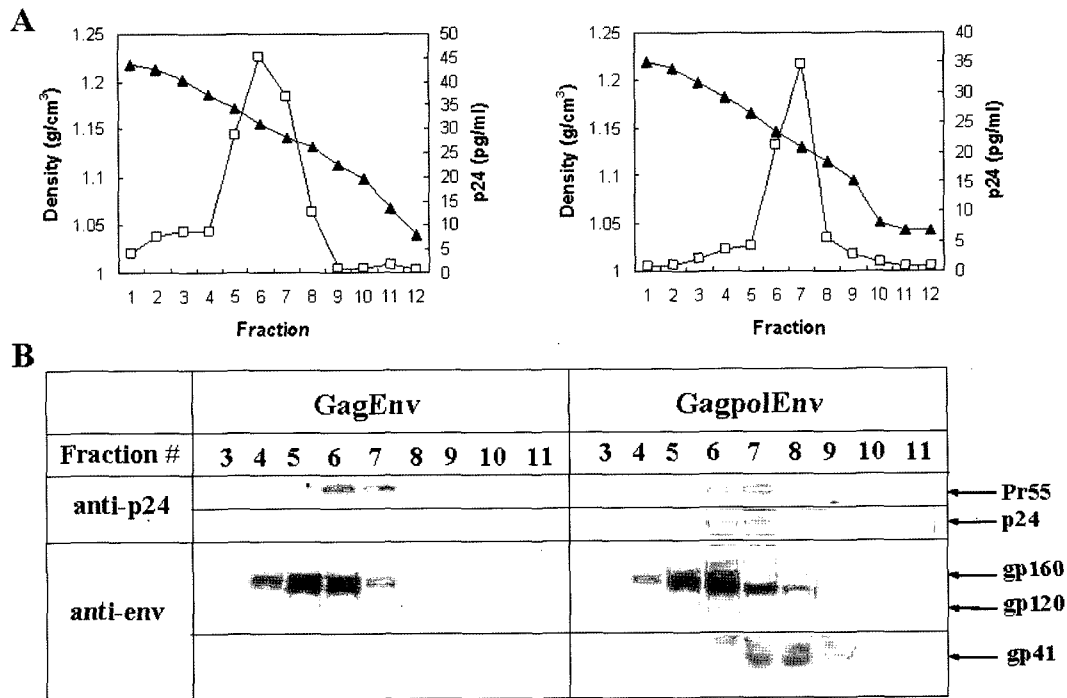 A
1.25
1.2
1.15
1.1
1.05
1
Density (g/cm3)
50
45
40
35
30
25
20
15
10
5
0
p24 (pg/ml)
1 2 3 4 5 6 7 8 9 10 11 12
Fraction
1.25
1.2
1.15
1.1
1.05
1
Density (g/cm3)
40
35
30
25
20
15
10
5
0
p24 (pg/ml)
1 2 3 4 5 6 7 8 9 10 11 12
Fraction
B
GagEnv GagpolEnv
Fraction # 3 4 5 6 7 8 9 10 11 3 4 5 6 7 8 9 10 11
anti-p24
Pr55
p24
anti-env
gp160
gp120
gp41